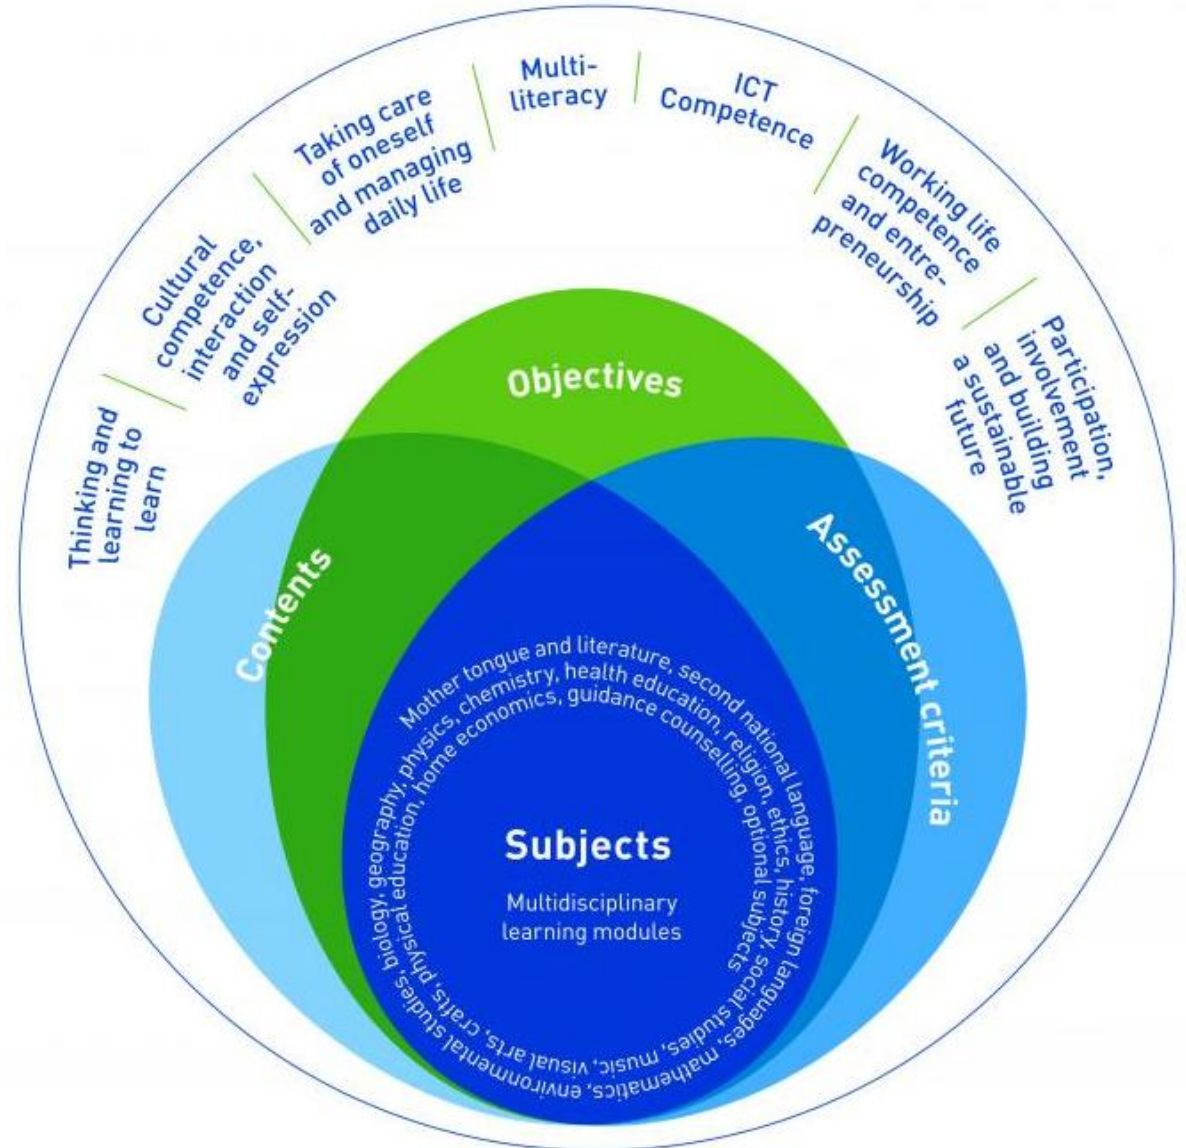 Thinking and
learning to
learn
Cultural
competence,
interaction
and self-
expression
Taking care
of oneself
and managing
daily life
Multi-
literacy
ICT
Competence
Working life
competence
and entre-
preneurship
Participation,
involvement
and building
a sustainable
future
Objectives
Contents
Assessment criteria
Mother tongue and literature, second national language, foreign languages, mathematics, environmental studies, biology, geography,
physics, chemistry, health education, religion, ethics, history, social studies, music, visual arts, crafts, physical education,
home economics, guidance counselling, optional subjects
Subjects
Multidisciplinary
learning modules